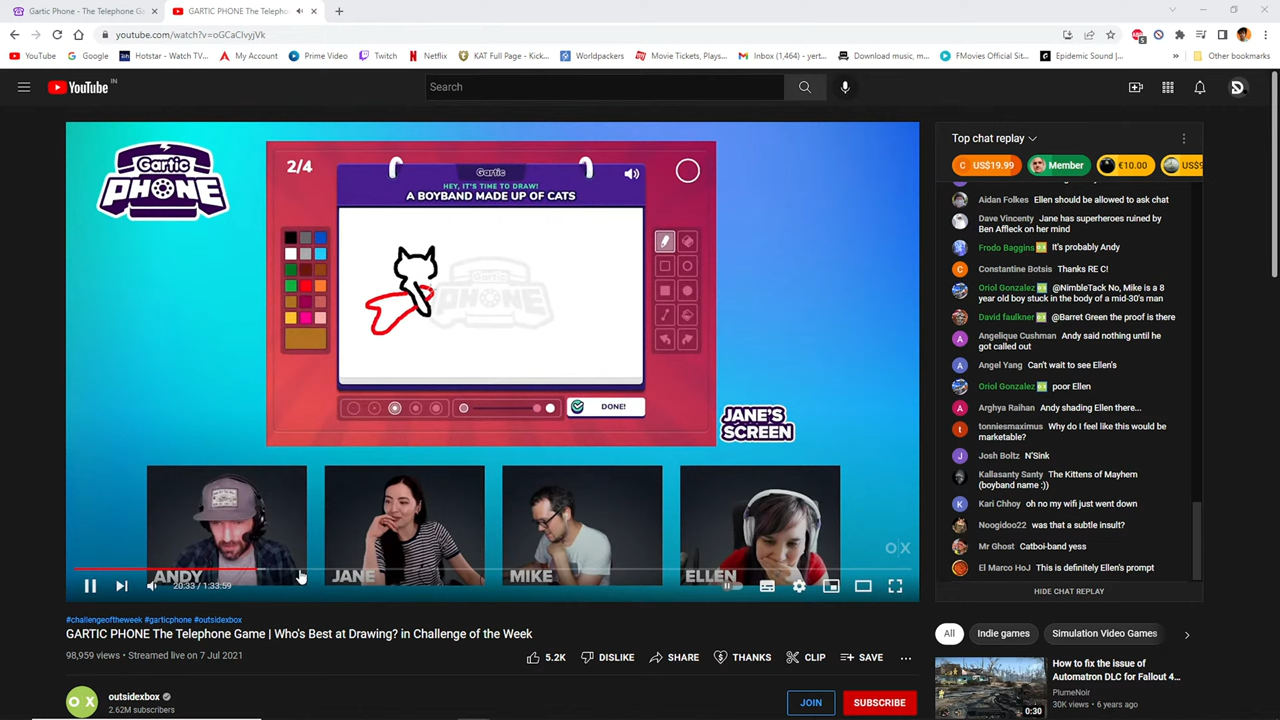 Gartic Phone - The Telephone Ga
GARTIC PHONE The Telephon
youtube.com/watch?v=oGCaClvyjVk
YouTube
Google
Hotstar - Watch TV...
My Account
Prime Video
Twitch
Netflix
KAT Full Page - Kick...
Worldpackers
Movie Tickets, Plays...
Inbox (1,464) - yert...
Download music, m...
FMovies Official Sit...
Epidemic Sound |...
»
Other bookmarks
YouTube IN
Search
Gartic
PHONE
2/4
Gartic
HEY, IT'S TIME TO DRAW!
A BOYBAND MADE UP OF CATS
Gartic
PHONE
DONE!
JANE'S
SCREEN
ANDY
JANE
MIKE
ELLEN
OX
20:33 / 1:33:59
Top chat replay
C US$19.99
Member
€10.00
US$
Aidan Folkes Ellen should be allowed to ask chat
Dave Vincenty Jane has superheroes ruined by
Ben Affleck on her mind
Frodo Baggins It's probably Andy
Constantine Botsis Thanks RE C!
Oriol Gonzalez @NimbleTack No, Mike is a 8
year old boy stuck in the body of a mid-30's man
David faulkner @Barret Green the proof is there
Angelique Cushman Andy said nothing until he
got called out
Angel Yang Can't wait to see Ellen's
Oriol Gonzalez poor Ellen
Arghya Raihan Andy shading Ellen there...
tonniesmaximus Why do I feel like this would be
marketable?
Josh Boltz N'Sink
Kallasanty Santy The Kittens of Mayhem
(boyband name :))
Kari Chhoy oh no my wifi just went down
Noogidoo22 was that a subtle insult?
Mr Ghost Catboi-band yess
El Marco HoJ This is definitely Ellen's prompt
HIDE CHAT REPLAY
#challengeoftheweek #garticphone #outsidexbox
GARTIC PHONE The Telephone Game | Who's Best at Drawing? in Challenge of the Week
98,959 views • Streamed live on 7 Jul 2021
5.2K
DISLIKE
SHARE
THANKS
CLIP
SAVE
outsidexbox
2.62M subscribers
JOIN
SUBSCRIBE
All
Indie games
Simulation Video Games
How to fix the issue of
Automatron DLC for Fallout 4...
PlumeNoir
30K views • 6 years ago
0:30